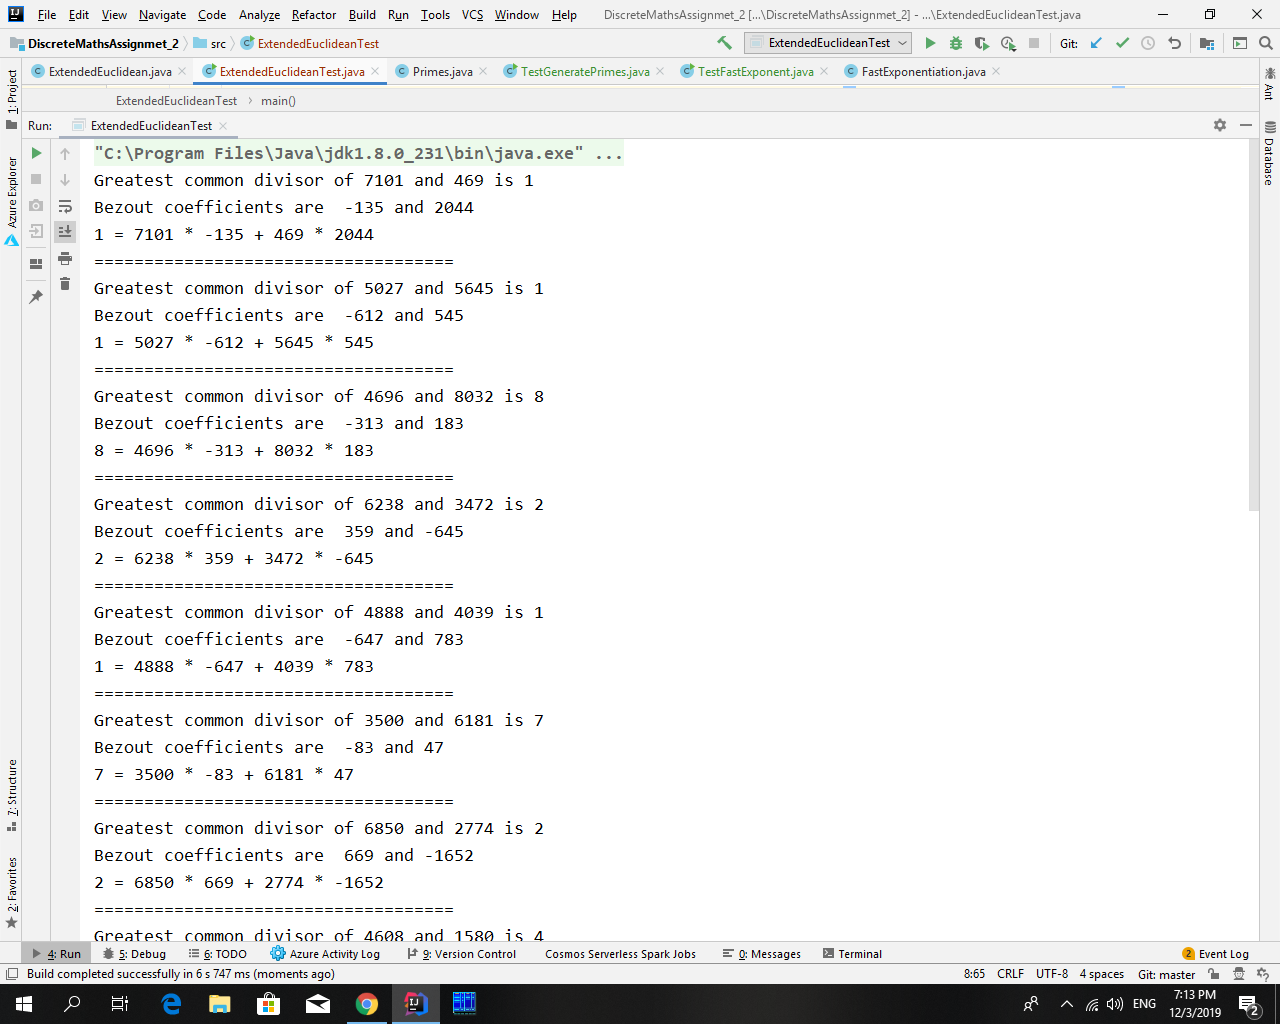 File Edit View Navigate Code Analyze Refactor Build Run Tools VCS Window Help DiscreteMathsAssignmet_2 [...\DiscreteMathsAssignmet_2] - ...\ExtendedEuclideanTest.java
DiscreteMathsAssignmet_2 src ExtendedEuclideanTest ExtendedEuclideanTest Git:
ExtendedEuclidean.java ExtendedEuclideanTest.java Primes.java TestGeneratePrimes.java TestFastExponent.java FastExponentiation.java
ExtendedEuclideanTest main()
Run: ExtendedEuclideanTest
1: Project
Azure Explorer
7: Structure
2: Favorites
Ant
Database
"C:\Program Files\Java\jdk1.8.0_231\bin\java.exe" ...
Greatest common divisor of 7101 and 469 is 1
Bezout coefficients are  -135 and 2044
1 = 7101 * -135 + 469 * 2044
====================================
Greatest common divisor of 5027 and 5645 is 1
Bezout coefficients are  -612 and 545
1 = 5027 * -612 + 5645 * 545
====================================
Greatest common divisor of 4696 and 8032 is 8
Bezout coefficients are  -313 and 183
8 = 4696 * -313 + 8032 * 183
====================================
Greatest common divisor of 6238 and 3472 is 2
Bezout coefficients are  359 and -645
2 = 6238 * 359 + 3472 * -645
====================================
Greatest common divisor of 4888 and 4039 is 1
Bezout coefficients are  -647 and 783
1 = 4888 * -647 + 4039 * 783
====================================
Greatest common divisor of 3500 and 6181 is 7
Bezout coefficients are  -83 and 47
7 = 3500 * -83 + 6181 * 47
====================================
Greatest common divisor of 6850 and 2774 is 2
Bezout coefficients are  669 and -1652
2 = 6850 * 669 + 2774 * -1652
====================================
Greatest common divisor of 4608 and 1580 is 4
4: Run 5: Debug 6: TODO Azure Activity Log 9: Version Control Cosmos Serverless Spark Jobs 0: Messages Terminal 2 Event Log
Build completed successfully in 6 s 747 ms (moments ago) 8:65 CRLF UTF-8 4 spaces Git: master
ENG 7:13 PM
12/3/2019 2